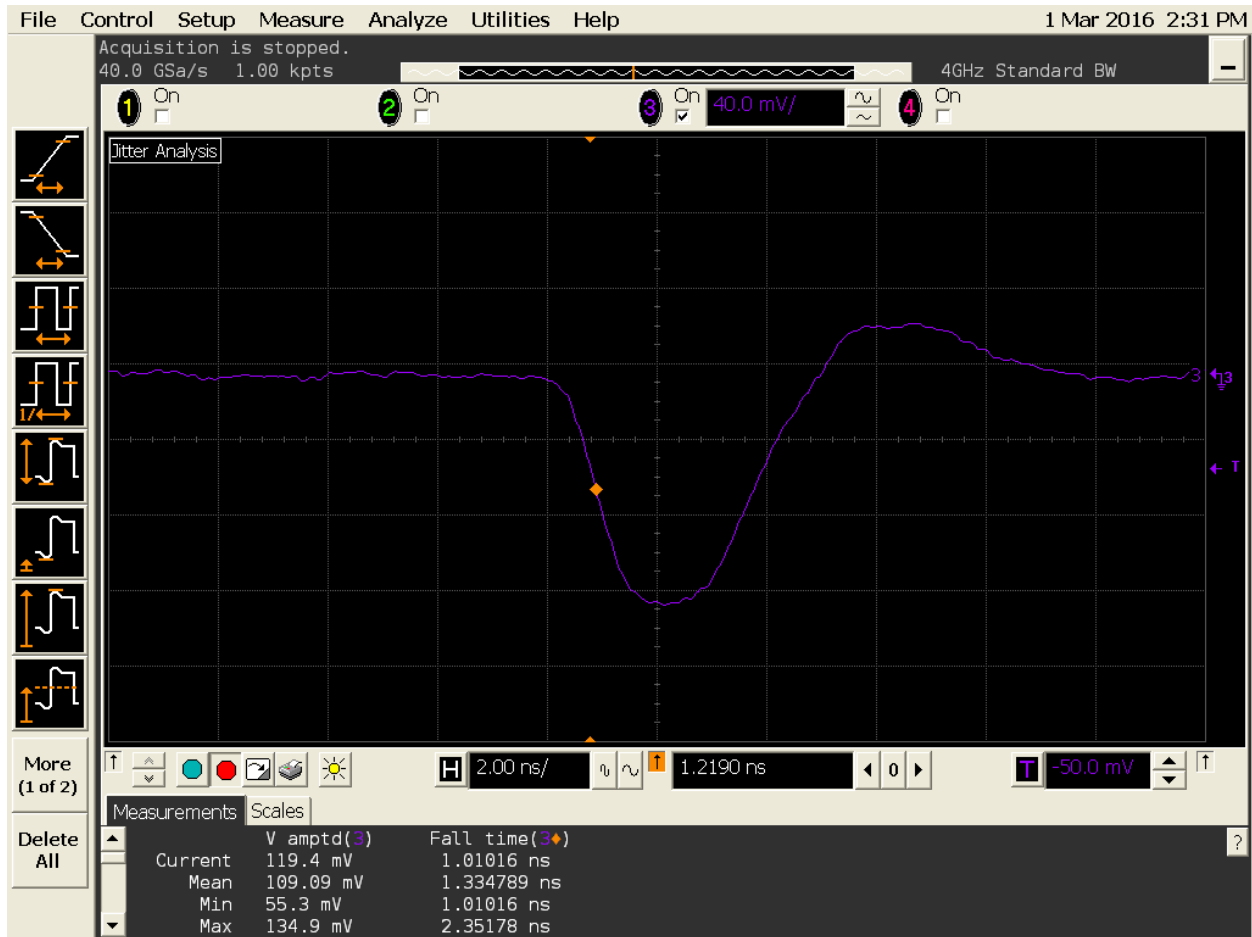 File Control Setup Measure Analyze Utilities Help 1 Mar 2016 2:31 PM
Acquisition is stopped.
40.0 GSa/s 1.00 kpts 4GHz Standard BW
1 On 2 On 3 On 40.0 mV/ 4 On
Jitter Analysis
3 3
T
1/
More
(1 of 2)
Delete
All
H 2.00 ns/ 1.2190 ns 0 T -50.0 mV
Measurements Scales
V amptd(3) Fall time(3) ?
Current 119.4 mV 1.01016 ns
Mean 109.09 mV 1.334789 ns
Min 55.3 mV 1.01016 ns
Max 134.9 mV 2.35178 ns